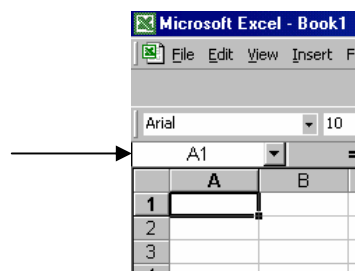 Microsoft Excel - Book1
File Edit View Insert F
Arial 10
A1 =
A B
1
2
3